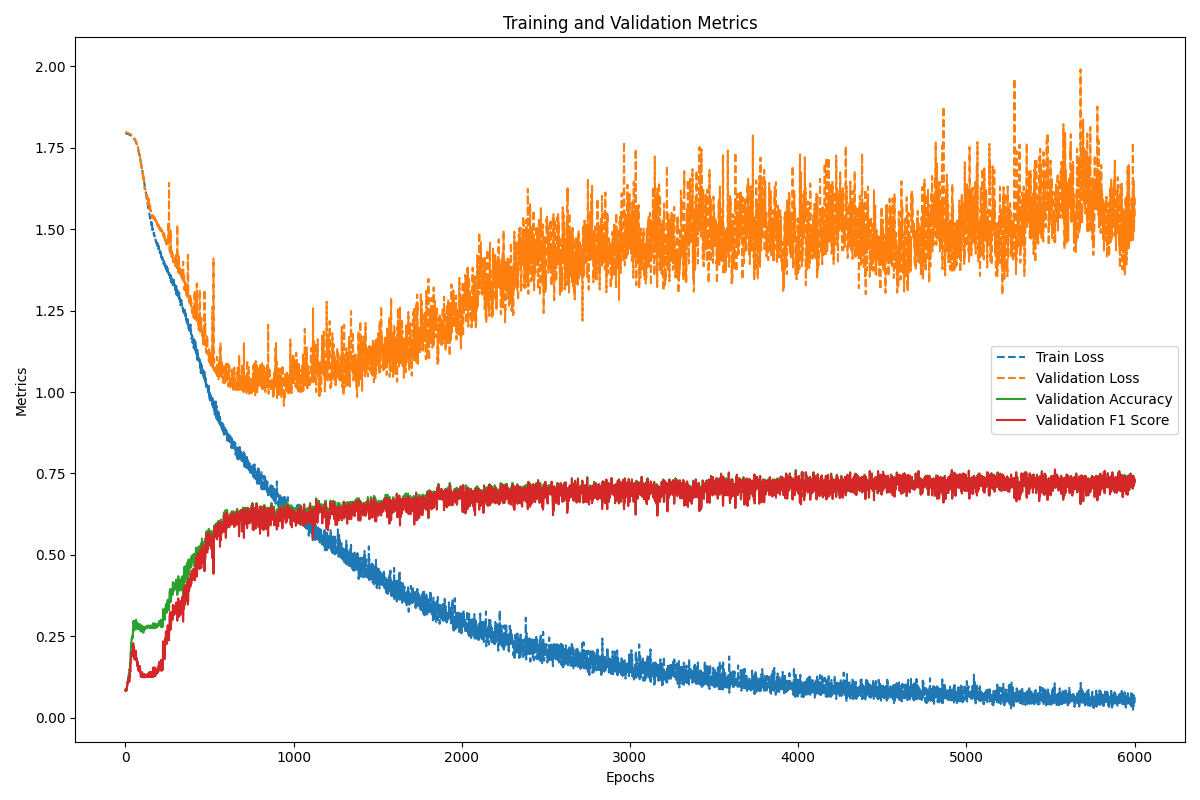 Training and Validation Metrics
2.00
1.75
1.50
1.25
1.00
0.75
0.50
0.25
0.00
Metrics
Train Loss
Validation Loss
Validation Accuracy
Validation F1 Score
0 1000 2000 3000 4000 5000 6000
Epochs